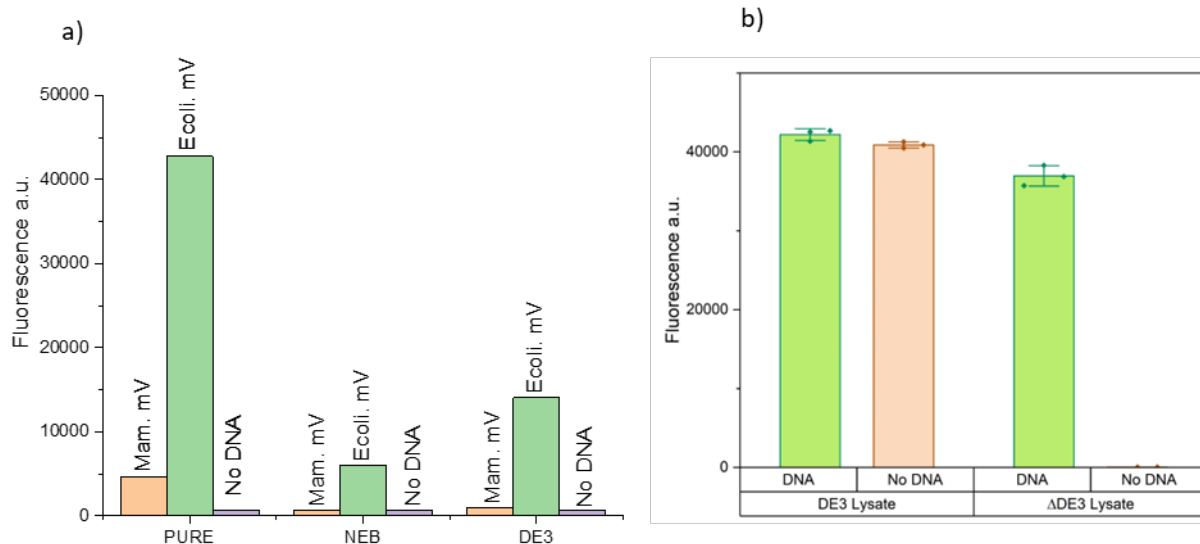 a)
Fluorescence a.u.
50000
40000
30000
20000
10000
0
Mam. mV
Ecoli. mV
No DNA
Mam. mV
Ecoli. mV
No DNA
Mam. mV
Ecoli. mV
No DNA
PURE
NEB
DE3
b)
Fluorescence a.u.
40000
20000
0
DNA
No DNA
DNA
No DNA
DE3 Lysate
ΔDE3 Lysate